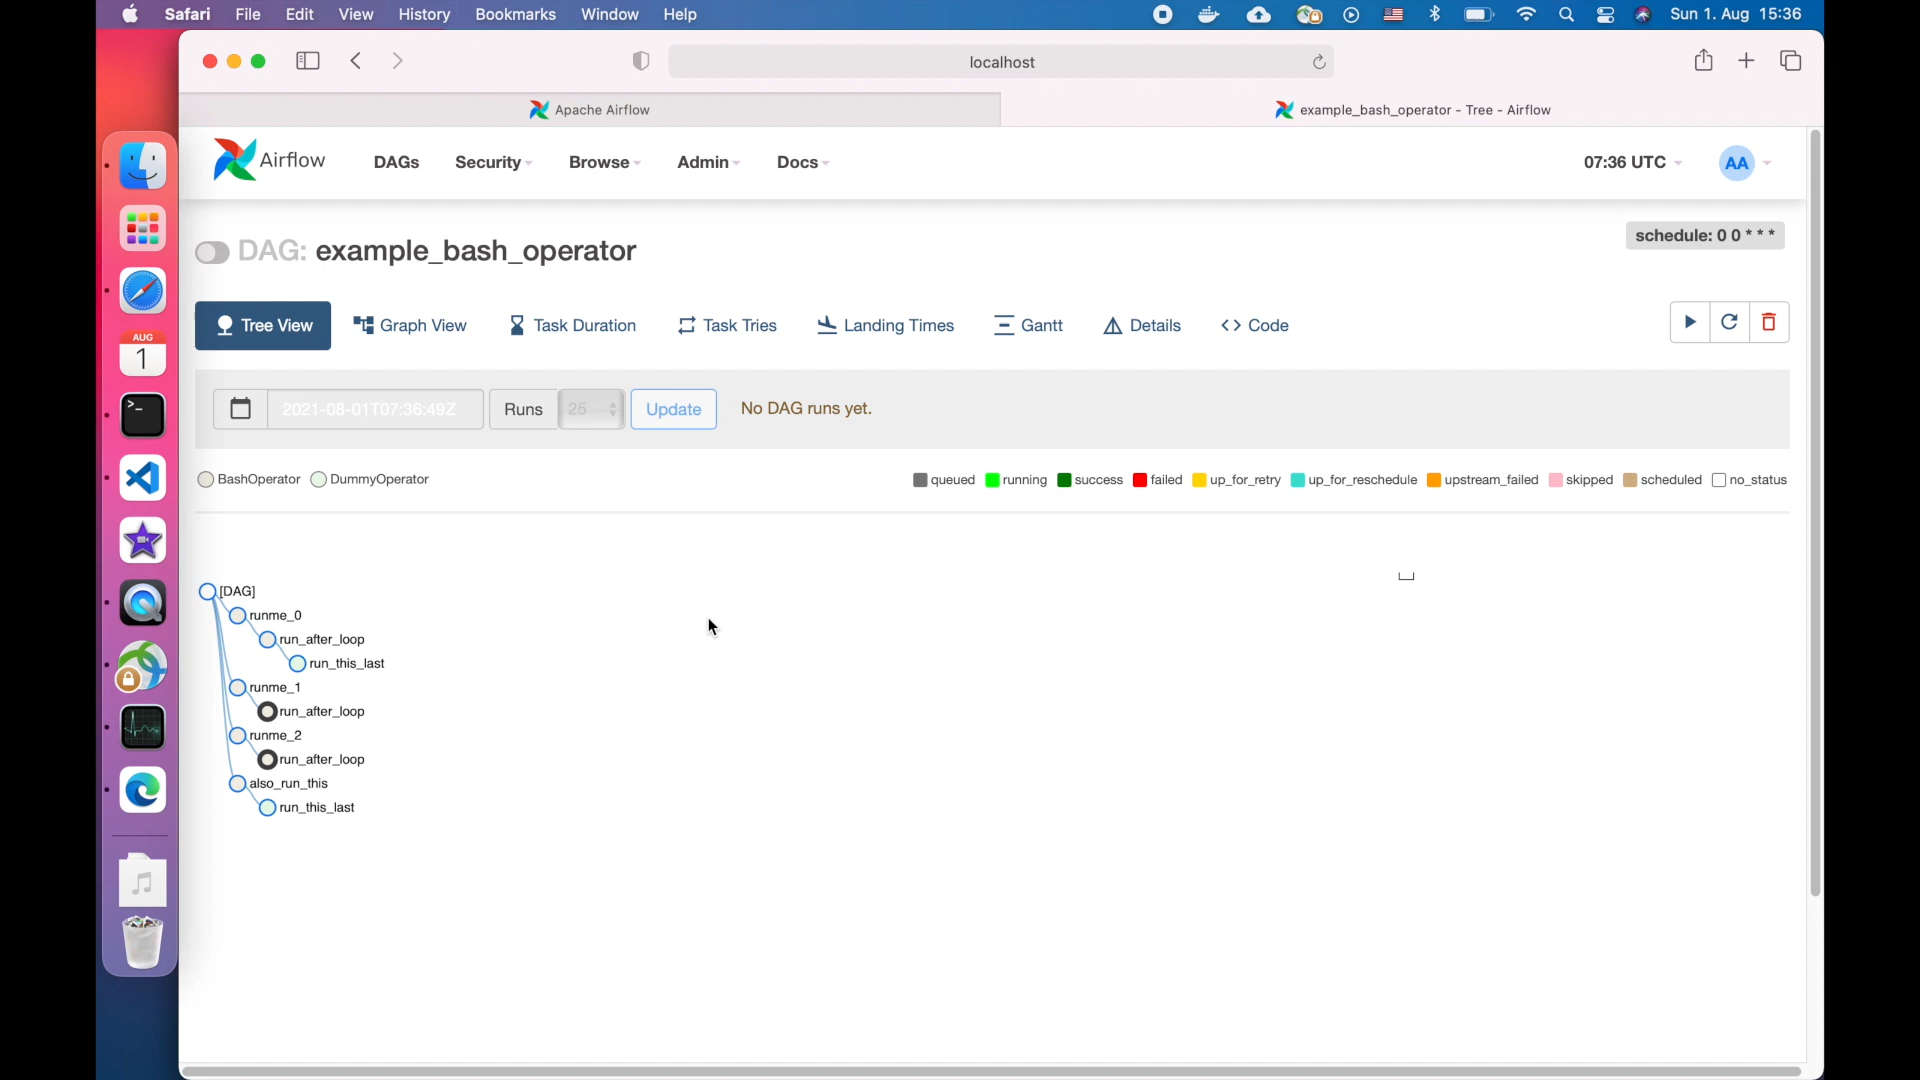 Safari File Edit View History Bookmarks Window Help Sun 1. Aug 15:36
localhost
Apache Airflow example_bash_operator - Tree - Airflow
Airflow DAGs Security Browse Admin Docs 07:36 UTC AA
DAG: example_bash_operator schedule: 0 0 * * *
Tree View Graph View Task Duration Task Tries Landing Times Gantt Details <> Code
2021-08-01T07:36:49Z Runs 25 Update No DAG runs yet.
BashOperator DummyOperator queued running success failed up_for_retry up_for_reschedule upstream_failed skipped scheduled no_status
[DAG]
runme_0
run_after_loop
run_this_last
runme_1
run_after_loop
runme_2
run_after_loop
also_run_this
run_this_last
AUG
1
>_